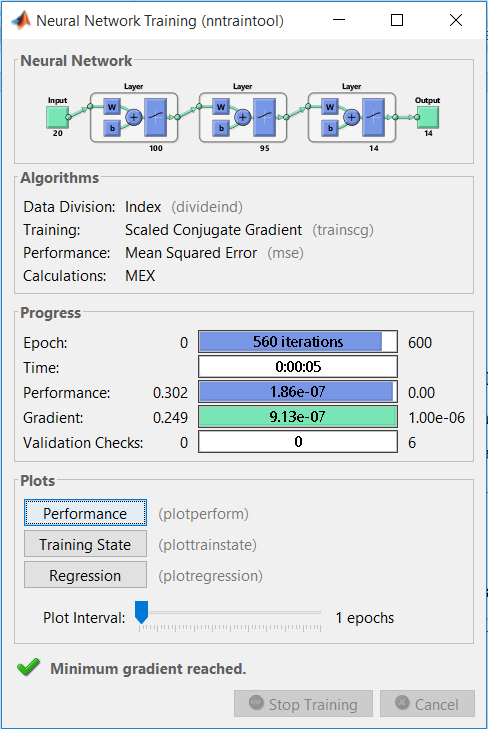 Neural Network Training (nntraintool)
Neural Network
Layer Layer Layer
Input Output
W W W
b b b
+ + +
20 100 95 14 14
Algorithms
Data Division: Index (divideind)
Training: Scaled Conjugate Gradient (trainscg)
Performance: Mean Squared Error (mse)
Calculations: MEX
Progress
Epoch: 0 560 iterations 600
Time: 0:00:05
Performance: 0.302 1.86e-07 0.00
Gradient: 0.249 9.13e-07 1.00e-06
Validation Checks: 0 0 6
Plots
Performance (plotperform)
Training State (plottrainstate)
Regression (plotregression)
Plot Interval: 1 epochs
Minimum gradient reached.
Stop Training Cancel